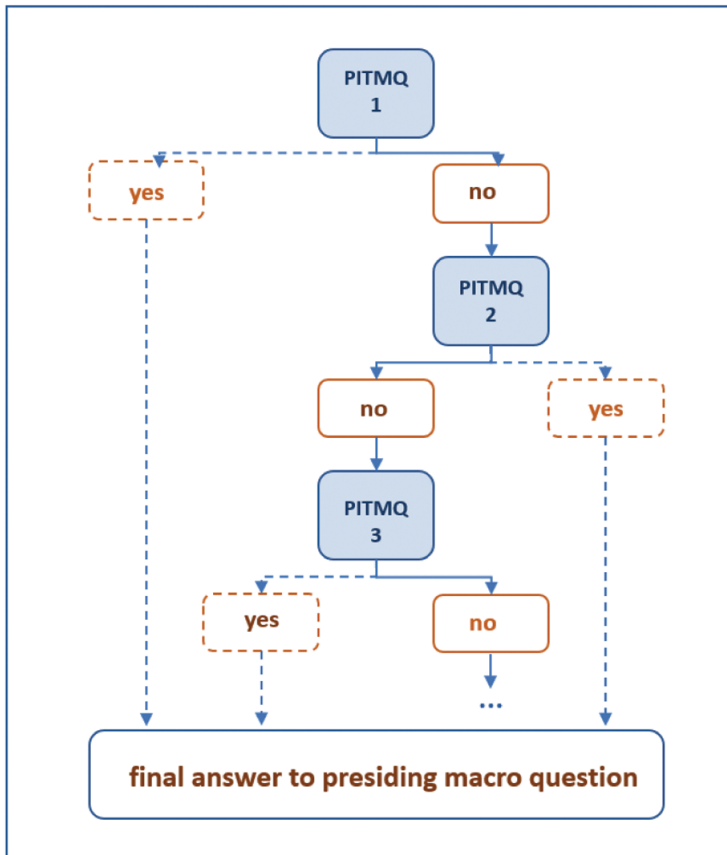 PITMQ
1
yes
no
PITMQ
2
no
yes
PITMQ
3
yes
no
...
final answer to presiding macro question